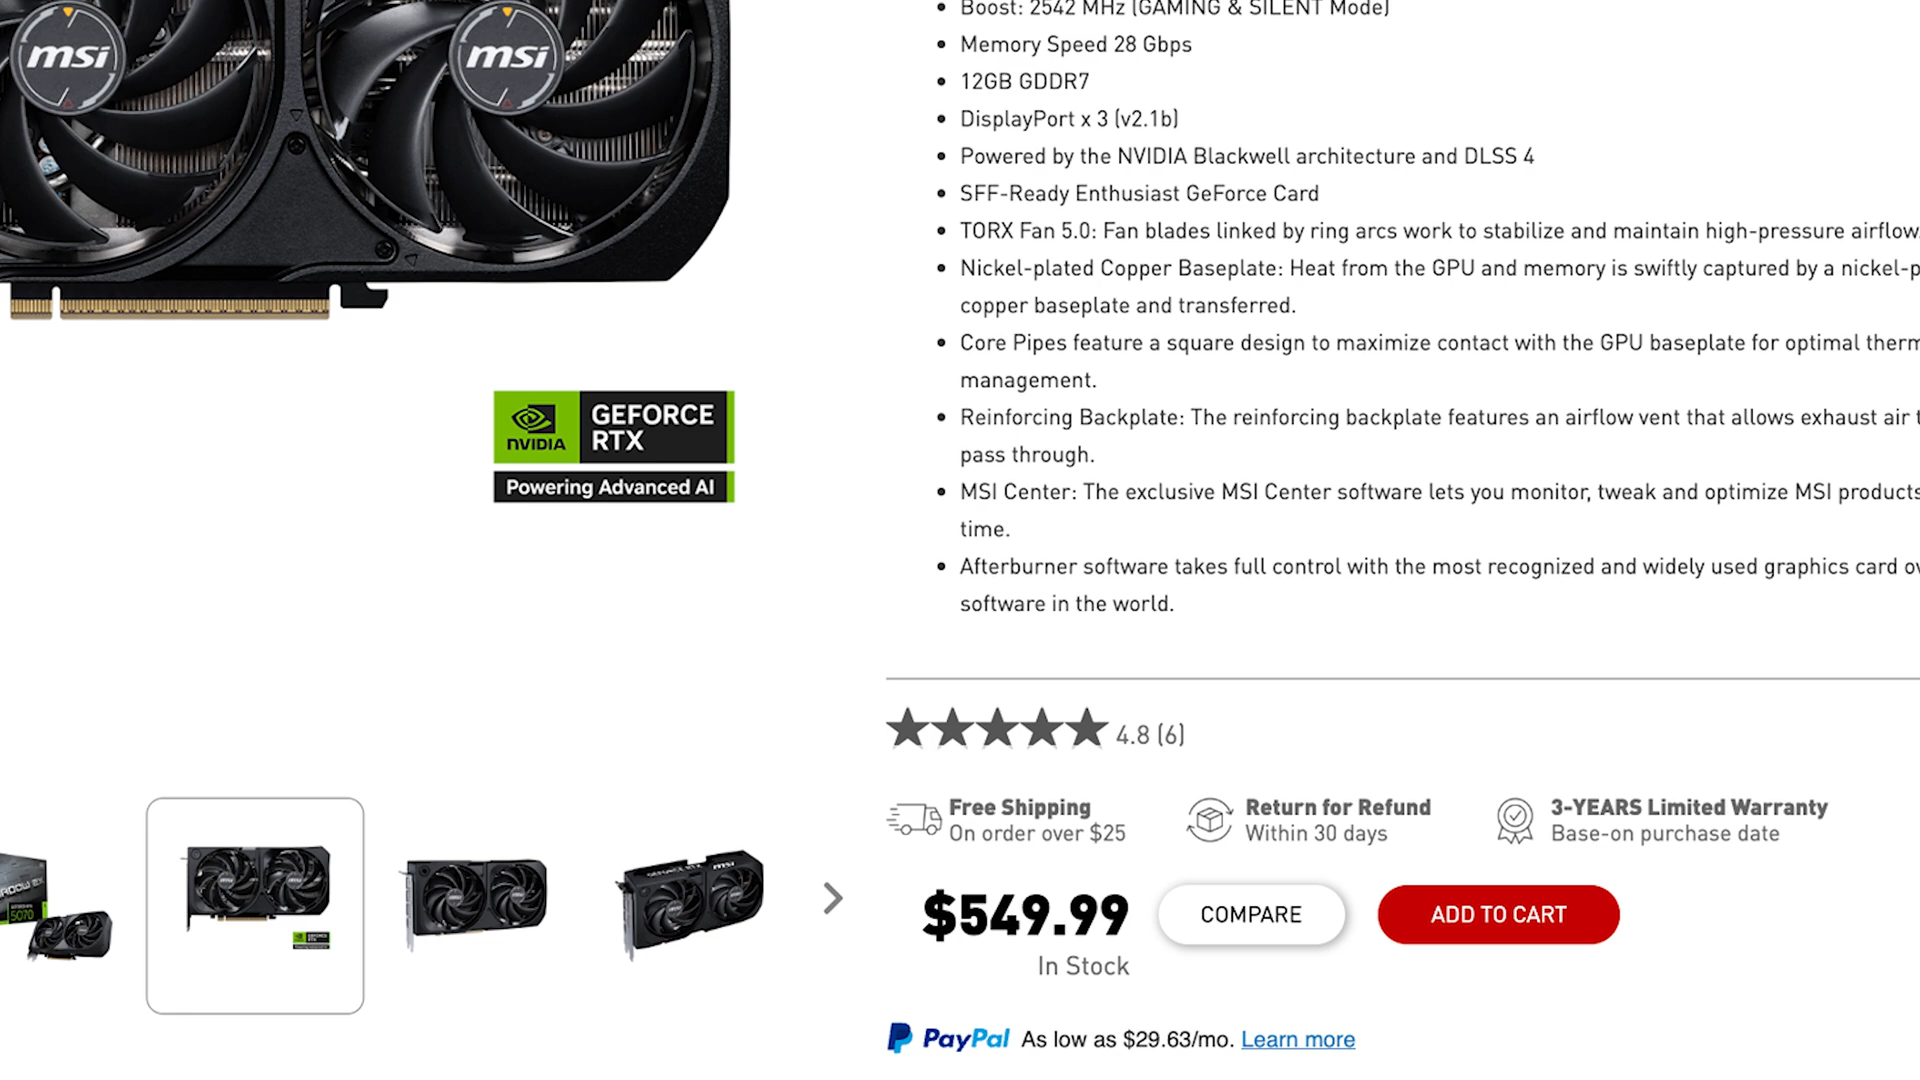 msi
msi
NVIDIA
GEFORCE
RTX
Powering Advanced AI
5070
Boost: 2542 MHz (GAMING & SILENT Mode)
Memory Speed 28 Gbps
12GB GDDR7
DisplayPort x 3 (v2.1b)
Powered by the NVIDIA Blackwell architecture and DLSS 4
SFF-Ready Enthusiast GeForce Card
TORX Fan 5.0: Fan blades linked by ring arcs work to stabilize and maintain high-pressure airflow.
Nickel-plated Copper Baseplate: Heat from the GPU and memory is swiftly captured by a nickel-p
copper baseplate and transferred.
Core Pipes feature a square design to maximize contact with the GPU baseplate for optimal therm
management.
Reinforcing Backplate: The reinforcing backplate features an airflow vent that allows exhaust air t
pass through.
MSI Center: The exclusive MSI Center software lets you monitor, tweak and optimize MSI products
time.
Afterburner software takes full control with the most recognized and widely used graphics card ov
software in the world.
4.8 (6)
Free Shipping
On order over $25
Return for Refund
Within 30 days
3-YEARS Limited Warranty
Base-on purchase date
$549.99
In Stock
COMPARE
ADD TO CART
PayPal As low as $29.63/mo. Learn more